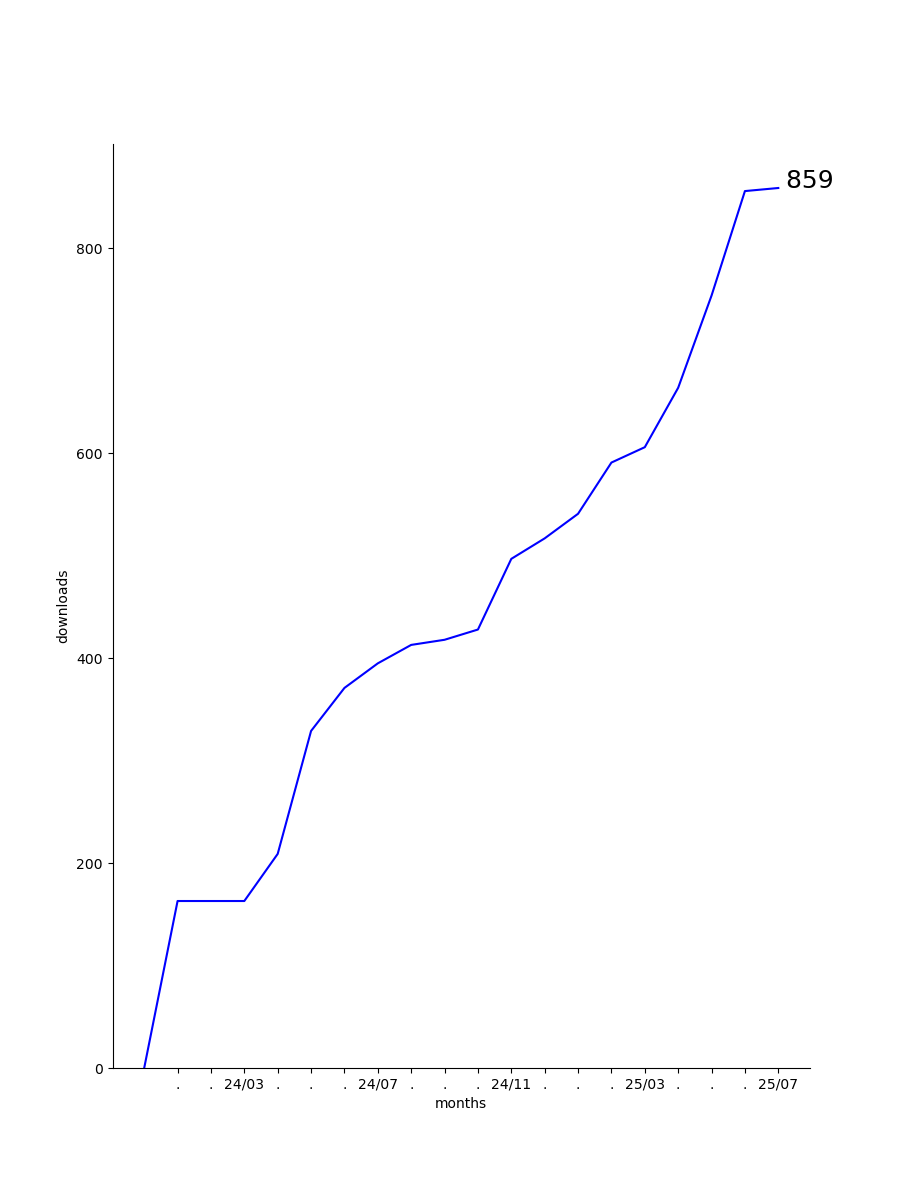 859
800
600
400
200
0
downloads
. . 24/03 . . . 24/07 . . . 24/11 . . . 25/03 . . . 25/07
months